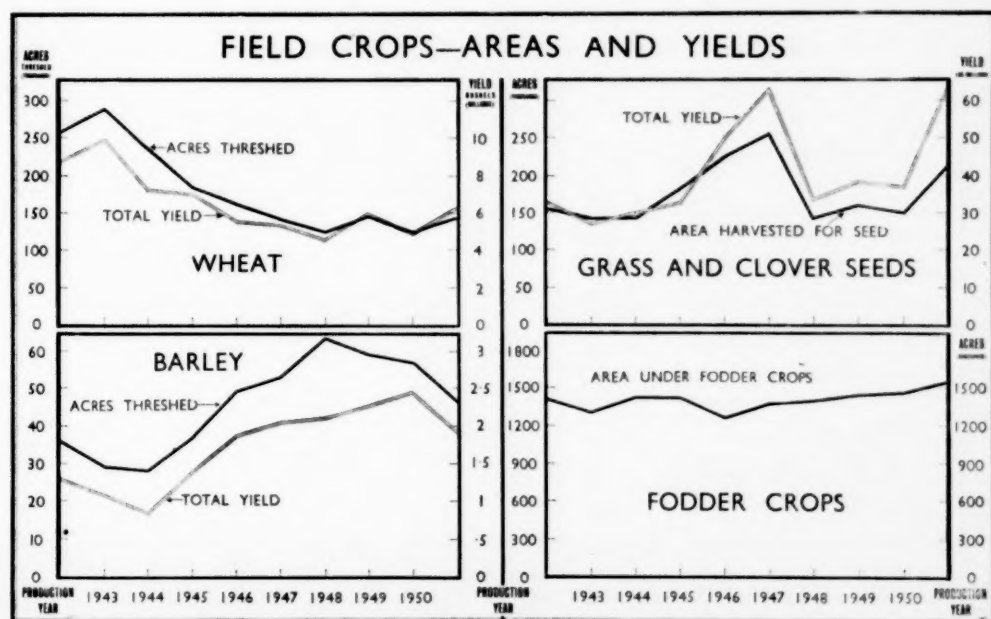 FIELD CROPS—AREAS AND YIELDS
ACRES
THRESHED
YIELD
BUSHELS
ACRES
YIELD
300
250
200
150
100
50
0
10
8
7
6
4
2
0
ACRES THRESHED
TOTAL YIELD
WHEAT
300
250
200
150
100
50
0
60
50
40
30
20
10
0
TOTAL YIELD
AREA HARVESTED FOR SEED
GRASS AND CLOVER SEEDS
60
50
40
30
20
10
0
3
2·5
2
1·5
1
·5
0
BARLEY
ACRES THRESHED
TOTAL YIELD
1800
1500
1200
900
600
300
0
ACRES
1500
1200
900
600
300
0
AREA UNDER FODDER CROPS
FODDER CROPS
PRODUCTION
YEAR
1943 1944 1945 1946 1947 1948 1949 1950
PRODUCTION
YEAR
1943 1944 1945 1946 1947 1948 1949 1950
PRODUCTION
YEAR